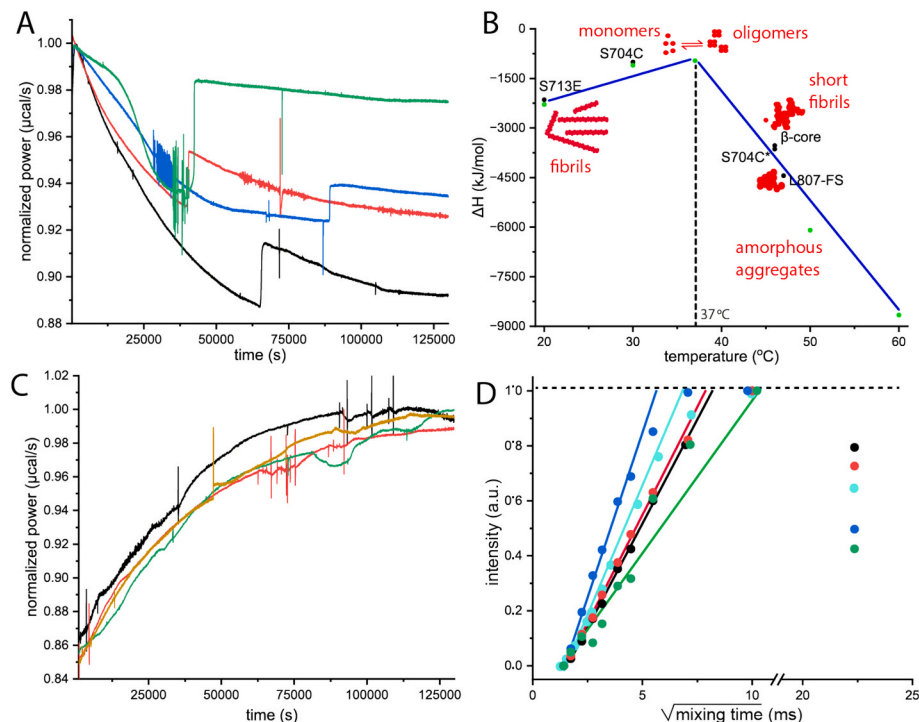 A
1.00
0.98
0.96
0.94
0.92
0.90
0.88
normalized power (µcal/s)
25000
50000
75000
100000
125000
time (s)
B
monomers
oligomers
S704C
S713E
short
fibrils
fibrils
β-core
S704C*
L807-FS
amorphous
aggregates
37 ºC
0
-1500
-3000
-4500
-6000
-7500
-9000
ΔH (kJ/mol)
20
30
40
50
60
temperature (ºC)
C
1.02
1.00
0.98
0.96
0.94
0.92
0.90
0.88
0.86
0.84
normalized power (µcal/s)
25000
50000
75000
100000
125000
time (s)
D
1'0
0'8
0.6
0.4
0'2
0.0
intensity (a.u.)
0
5
10
20
25
√mixing time (ms)